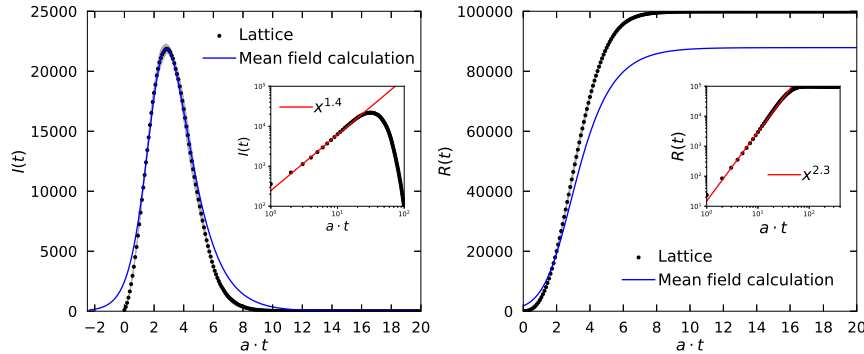 25000
20000
15000
10000
5000
0
I(t)
−2 0 2 4 6 8 10 12 14 16 18 20
a · t
Lattice
Mean field calculation
10^5
10^4
10^3
10^2
I(t)
10^0 10^1 10^2
a · t
x^1.4
100000
80000
60000
40000
20000
0
R(t)
0 2 4 6 8 10 12 14 16 18 20
a · t
10^5
10^4
10^3
10^2
10^1
R(t)
10^0 10^1 10^2
a · t
x^2.3
Lattice
Mean field calculation